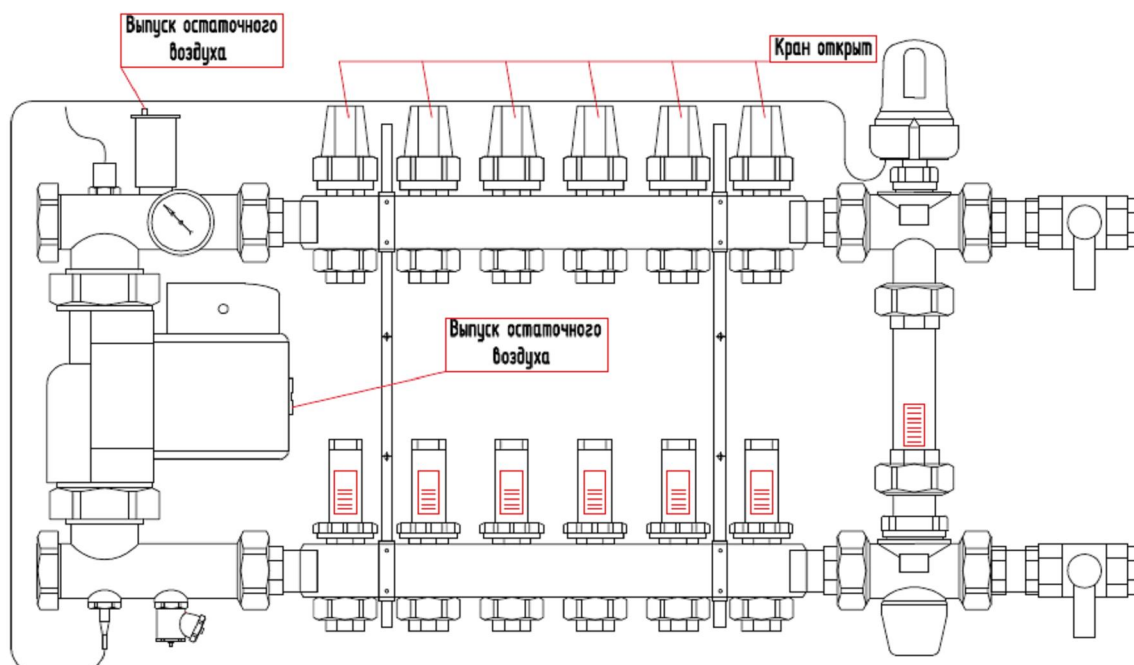 Выпуск остаточного
воздуха
Кран открыт
Выпуск остаточного
воздуха